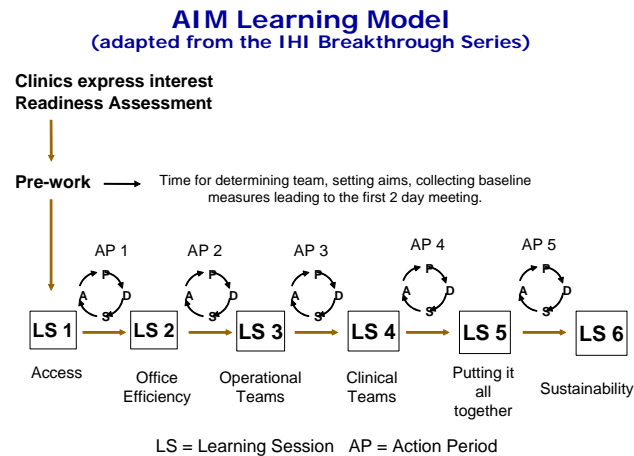 AIM Learning Model
(adapted from the IHI Breakthrough Series)
Clinics express interest
Readiness Assessment
Pre-work
Time for determining team, setting aims, collecting baseline
measures leading to the first 2 day meeting.
AP 1
AP 2
AP 3
AP 4
AP 5
P
A D
S
P
A D
S
P
A D
S
P
A D
S
P
A D
S
LS 1
LS 2
LS 3
LS 4
LS 5
LS 6
Access
Office
Efficiency
Operational
Teams
Clinical
Teams
Putting it
all
together
Sustainability
LS = Learning Session AP = Action Period